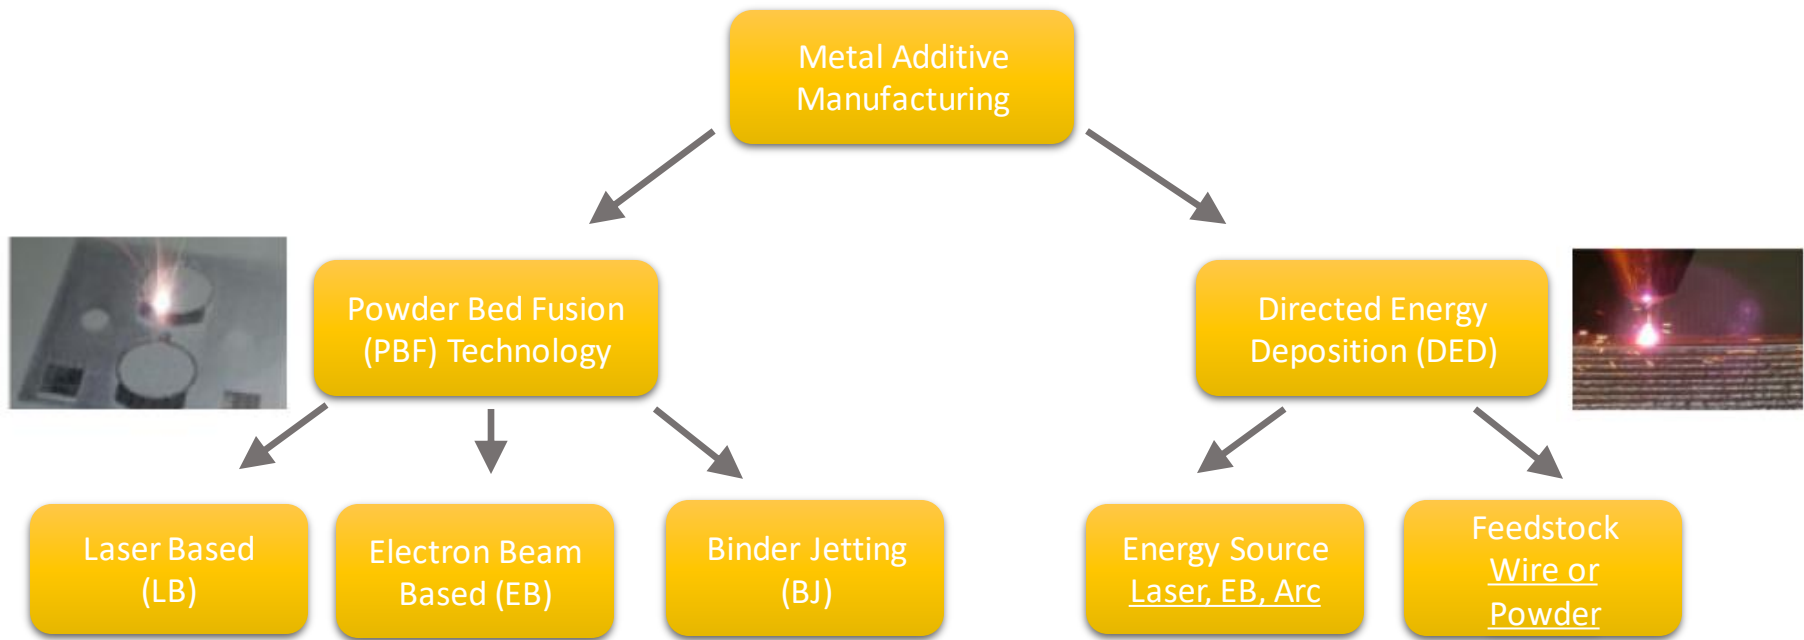 Metal Additive
Manufacturing
Powder Bed Fusion
(PBF) Technology
Directed Energy
Deposition (DED)
Laser Based
(LB)
Electron Beam
Based (EB)
Binder Jetting
(BJ)
Energy Source
Laser, EB, Arc
Feedstock
Wire or
Powder